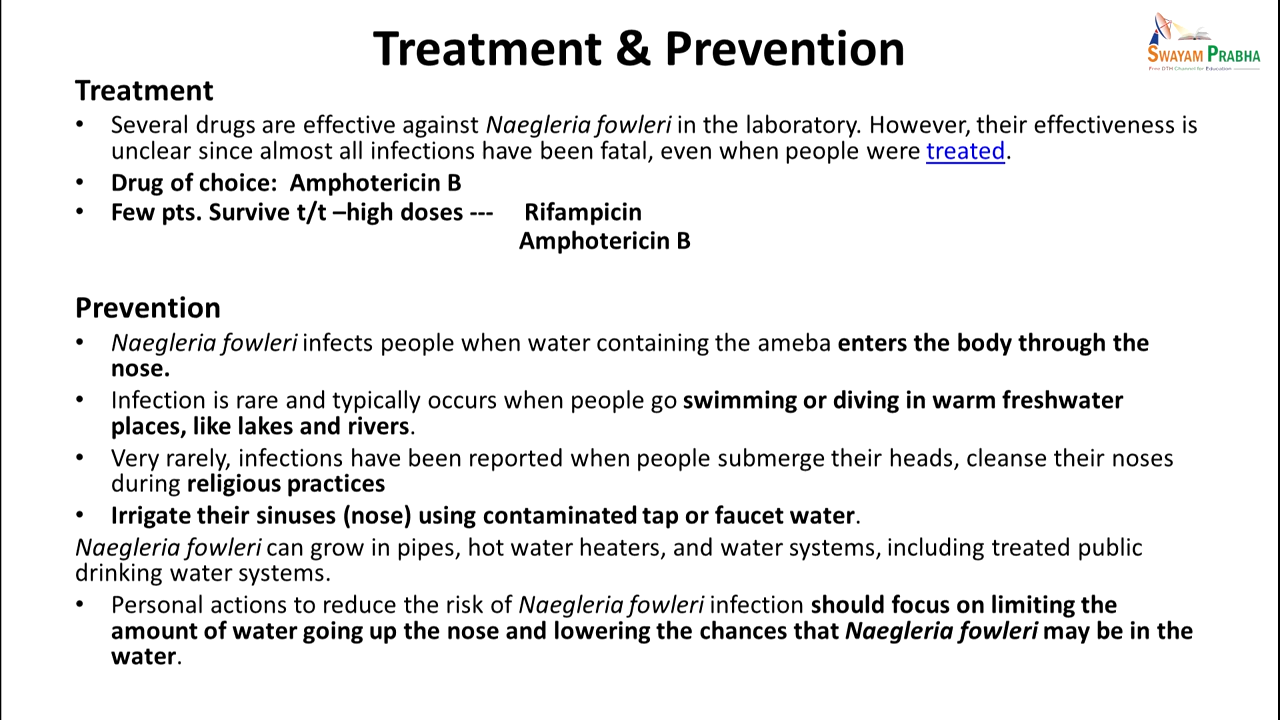 Treatment & Prevention
SWAYAM PRABHA
Free DTH Channel for Education
Treatment
• Several drugs are effective against Naegleria fowleri in the laboratory. However, their effectiveness is
unclear since almost all infections have been fatal, even when people were treated.
• Drug of choice: Amphotericin B
• Few pts. Survive t/t –high doses --- Rifampicin
Amphotericin B
Prevention
• Naegleria fowleri infects people when water containing the ameba enters the body through the
nose.
• Infection is rare and typically occurs when people go swimming or diving in warm freshwater
places, like lakes and rivers.
• Very rarely, infections have been reported when people submerge their heads, cleanse their noses
during religious practices
• Irrigate their sinuses (nose) using contaminated tap or faucet water.
Naegleria fowleri can grow in pipes, hot water heaters, and water systems, including treated public
drinking water systems.
• Personal actions to reduce the risk of Naegleria fowleri infection should focus on limiting the
amount of water going up the nose and lowering the chances that Naegleria fowleri may be in the
water.